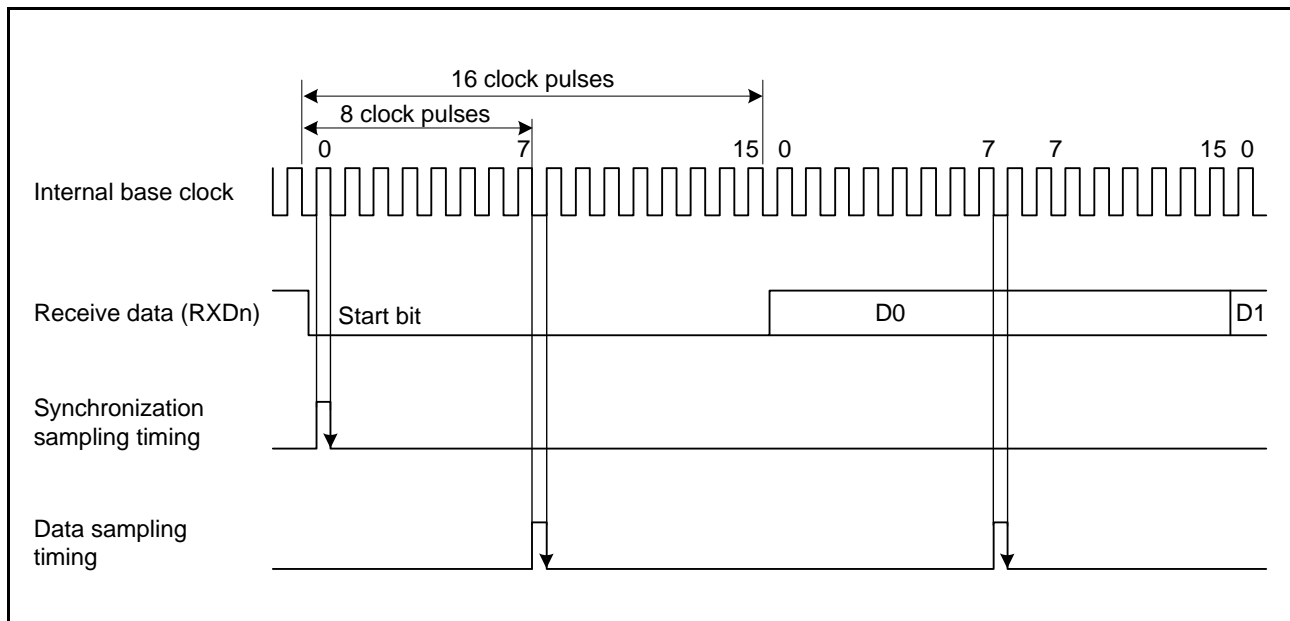 16 clock pulses
8 clock pulses
0 7 15 0 7 7 15 0
Internal base clock
Receive data (RXDn)
Start bit
D0
D1
Synchronization
sampling timing
Data sampling
timing